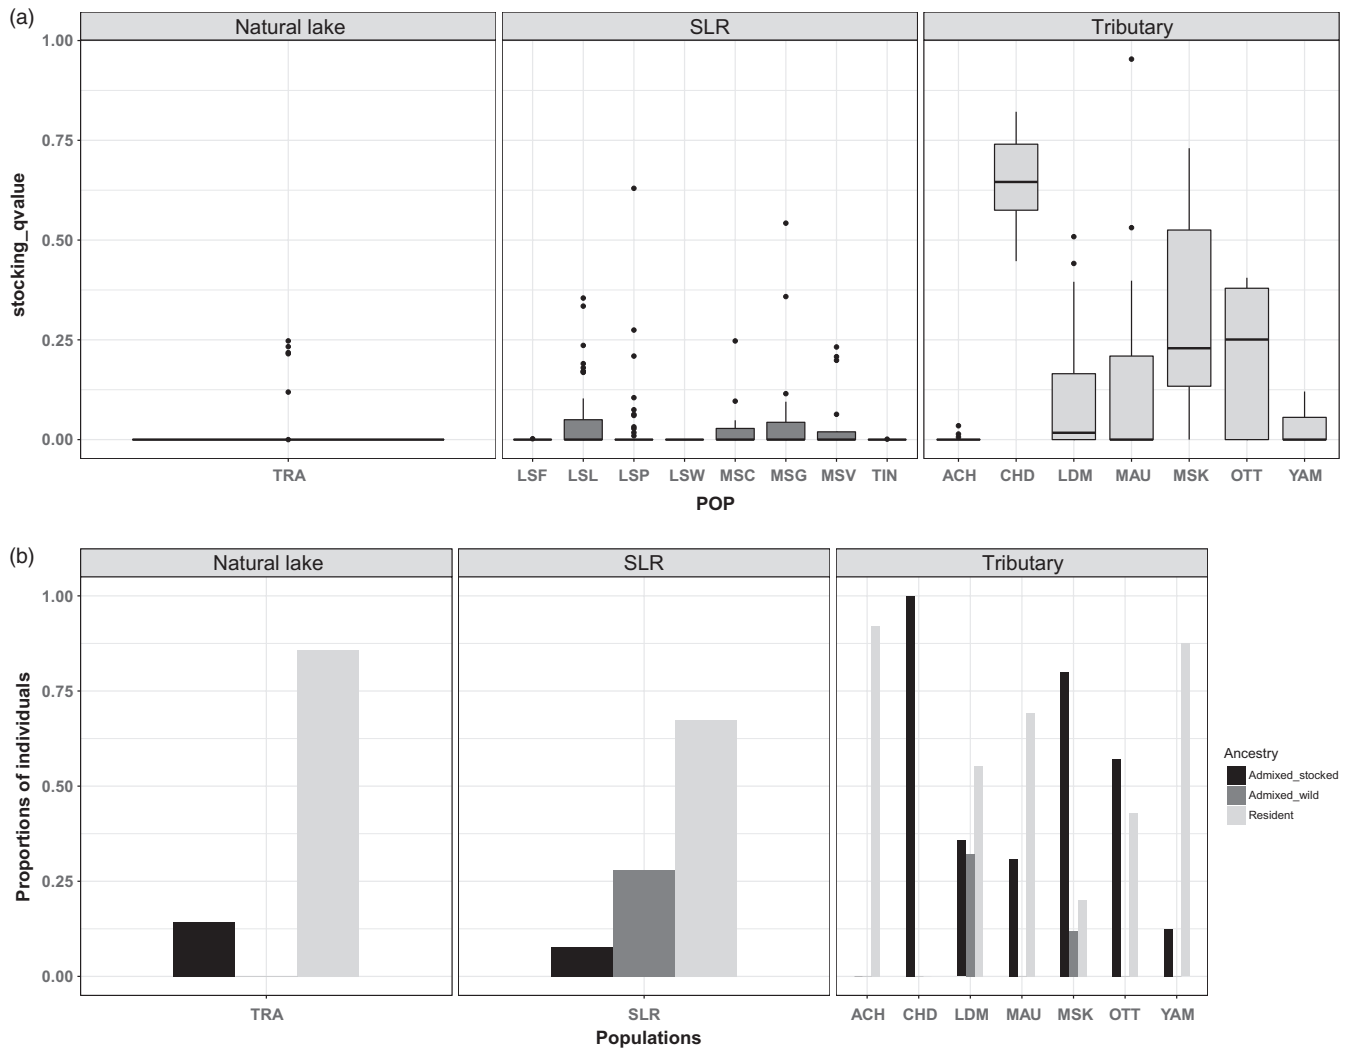 (a)
Natural lake SLR Tributary
1.00
0.75
0.50
0.25
0.00
stocking_qvalue
TRA LSF LSL LSP LSW MSC MSG MSV TIN ACH CHD LDM MAU MSK OTT YAM
POP
(b)
Natural lake SLR Tributary
1.00
0.75
0.50
0.25
0.00
Proportions of individuals
Ancestry
Admixed_stocked
Admixed_wild
Resident
TRA SLR ACH CHD LDM MAU MSK OTT YAM
Populations